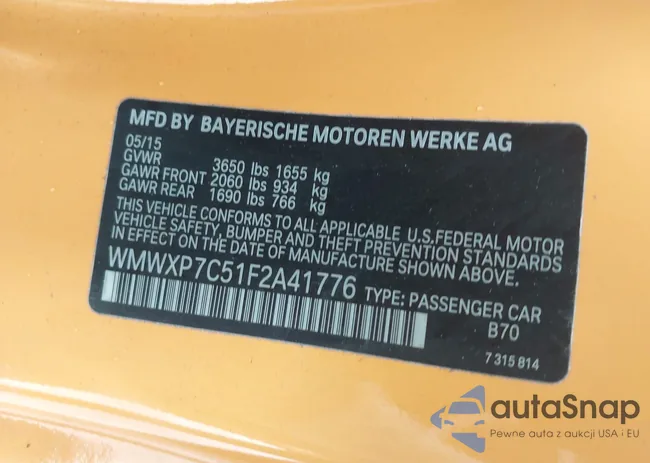 MFD BY BAYERISCHE MOTOREN WERKE AG
05/15
GVWR 3650 lbs 1655 kg
GAWR FRONT 2060 lbs 934 kg
GAWR REAR 1690 lbs 766 kg
THIS VEHICLE CONFORMS TO ALL APPLICABLE U.S.FEDERAL MOTOR
VEHICLE SAFETY, BUMPER, AND THEFT PREVENTION STANDARDS
IN EFFECT ON THE DATE OF MANUFACTURE SHOWN ABOVE.
WMWXP7C51F2A41776 TYPE: PASSENGER CAR
B70
7 315 814
autaSnap
Pewne auta z aukcji USA i EU